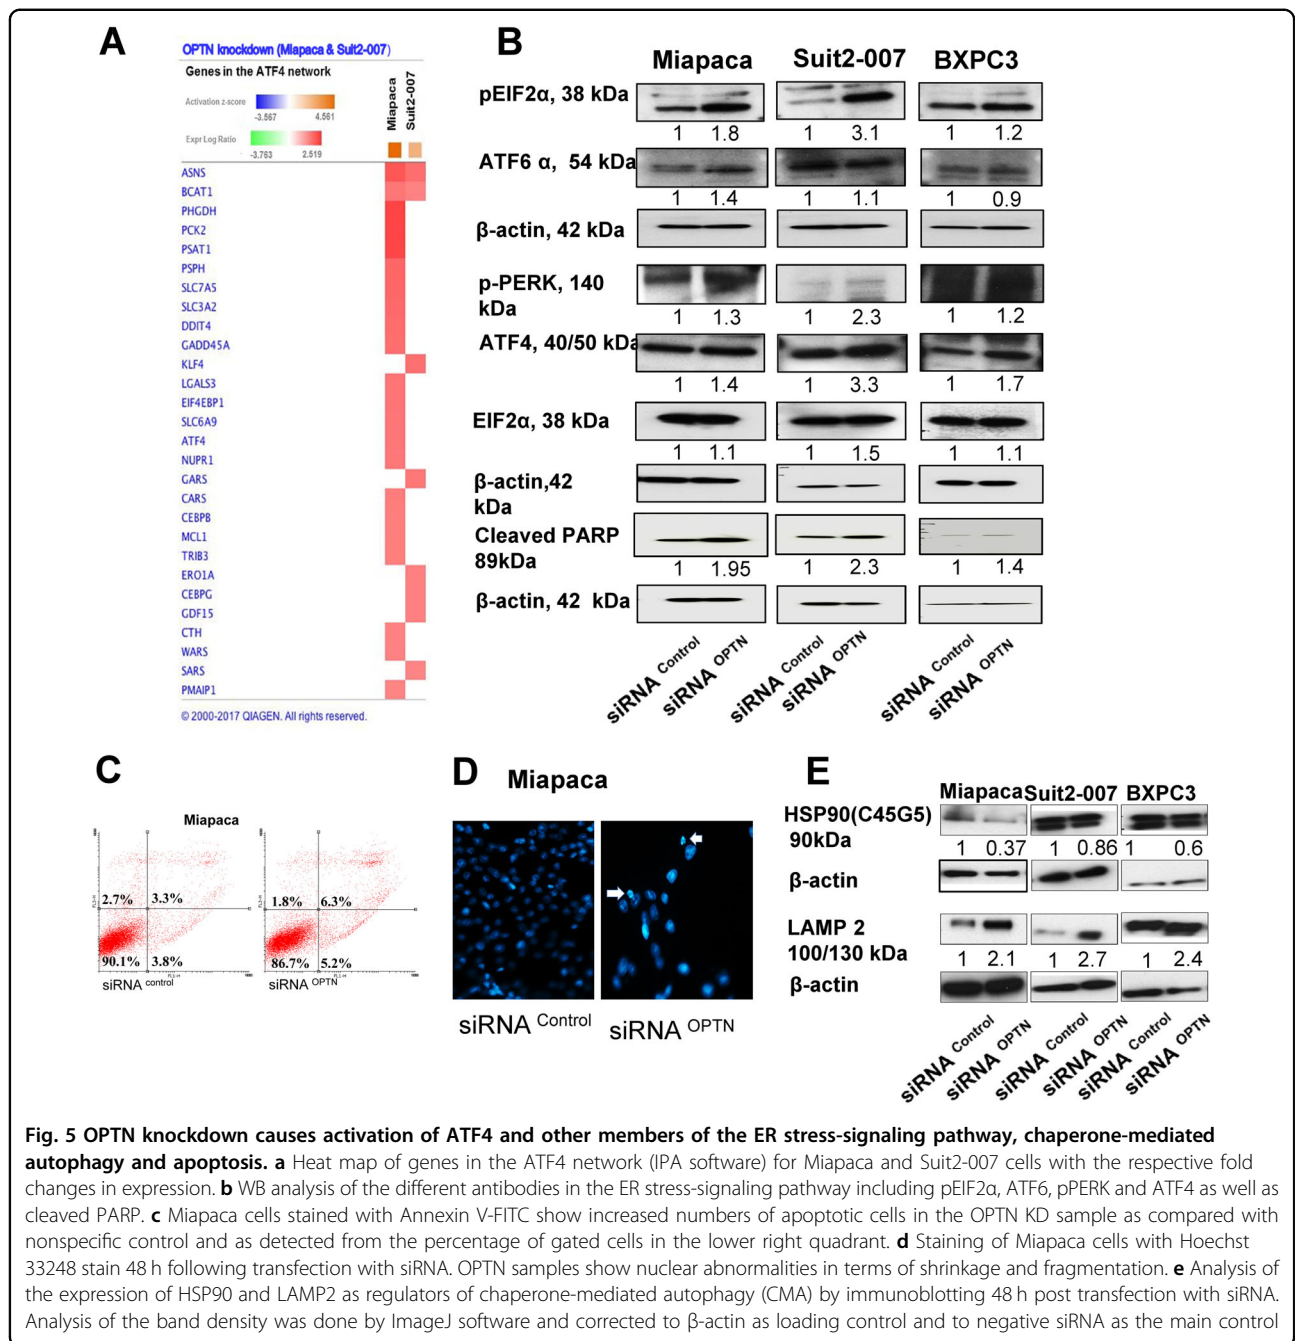 A
OPTN knockdown (Miapaca & Suit2-007)
Genes in the ATF4 network
Activation z-score
-3.567 4.561
Expr Log Ratio
-3.763 2.519
Miapaca
Suit2-007
ASNS
BCAT1
PHGDH
PCK2
PSAT1
PSPH
SLC7A5
SLC3A2
DDIT4
GADD45A
KLF4
LGALS3
EIF4EBP1
SLC6A9
ATF4
NUPR1
GARS
CARS
CEBPB
MCL1
TRIB3
ERO1A
CEBPG
GDF15
CTH
WARS
SARS
PMAIP1
© 2000-2017 QIAGEN. All rights reserved.
B
Miapaca Suit2-007 BXPC3
pEIF2α, 38 kDa
1 1.8 1 3.1 1 1.2
ATF6 α, 54 kDa
1 1.4 1 1.1 1 0.9
β-actin, 42 kDa
p-PERK, 140
kDa
1 1.3 1 2.3 1 1.2
ATF4, 40/50 kDa
1 1.4 1 3.3 1 1.7
EIF2α, 38 kDa
1 1.1 1 1.5 1 1.1
β-actin,42
kDa
Cleaved PARP
89kDa
1 1.95 1 2.3 1 1.4
β-actin, 42 kDa
siRNA Control siRNA OPTN siRNA Control siRNA OPTN siRNA Control siRNA OPTN
C
Miapaca
2.7% 3.3% 1.8% 6.3%
90.1% 3.8% 86.7% 5.2%
FL1-H
siRNA control siRNA OPTN
D Miapaca
siRNA Control siRNA OPTN
E
Miapaca Suit2-007 BXPC3
HSP90(C45G5)
90kDa
1 0.37 1 0.86 1 0.6
β-actin
LAMP 2
100/130 kDa
1 2.1 1 2.7 1 2.4
β-actin
siRNA Control siRNA OPTN siRNA Control siRNA OPTN siRNA Control siRNA OPTN
Fig. 5 OPTN knockdown causes activation of ATF4 and other members of the ER stress-signaling pathway, chaperone-mediated
autophagy and apoptosis. a Heat map of genes in the ATF4 network (IPA software) for Miapaca and Suit2-007 cells with the respective fold
changes in expression. b WB analysis of the different antibodies in the ER stress-signaling pathway including pEIF2α, ATF6, pPERK and ATF4 as well as
cleaved PARP. c Miapaca cells stained with Annexin V-FITC show increased numbers of apoptotic cells in the OPTN KD sample as compared with
nonspecific control and as detected from the percentage of gated cells in the lower right quadrant. d Staining of Miapaca cells with Hoechst
33248 stain 48 h following transfection with siRNA. OPTN samples show nuclear abnormalities in terms of shrinkage and fragmentation. e Analysis of
the expression of HSP90 and LAMP2 as regulators of chaperone-mediated autophagy (CMA) by immunoblotting 48 h post transfection with siRNA.
Analysis of the band density was done by ImageJ software and corrected to β-actin as loading control and to negative siRNA as the main control